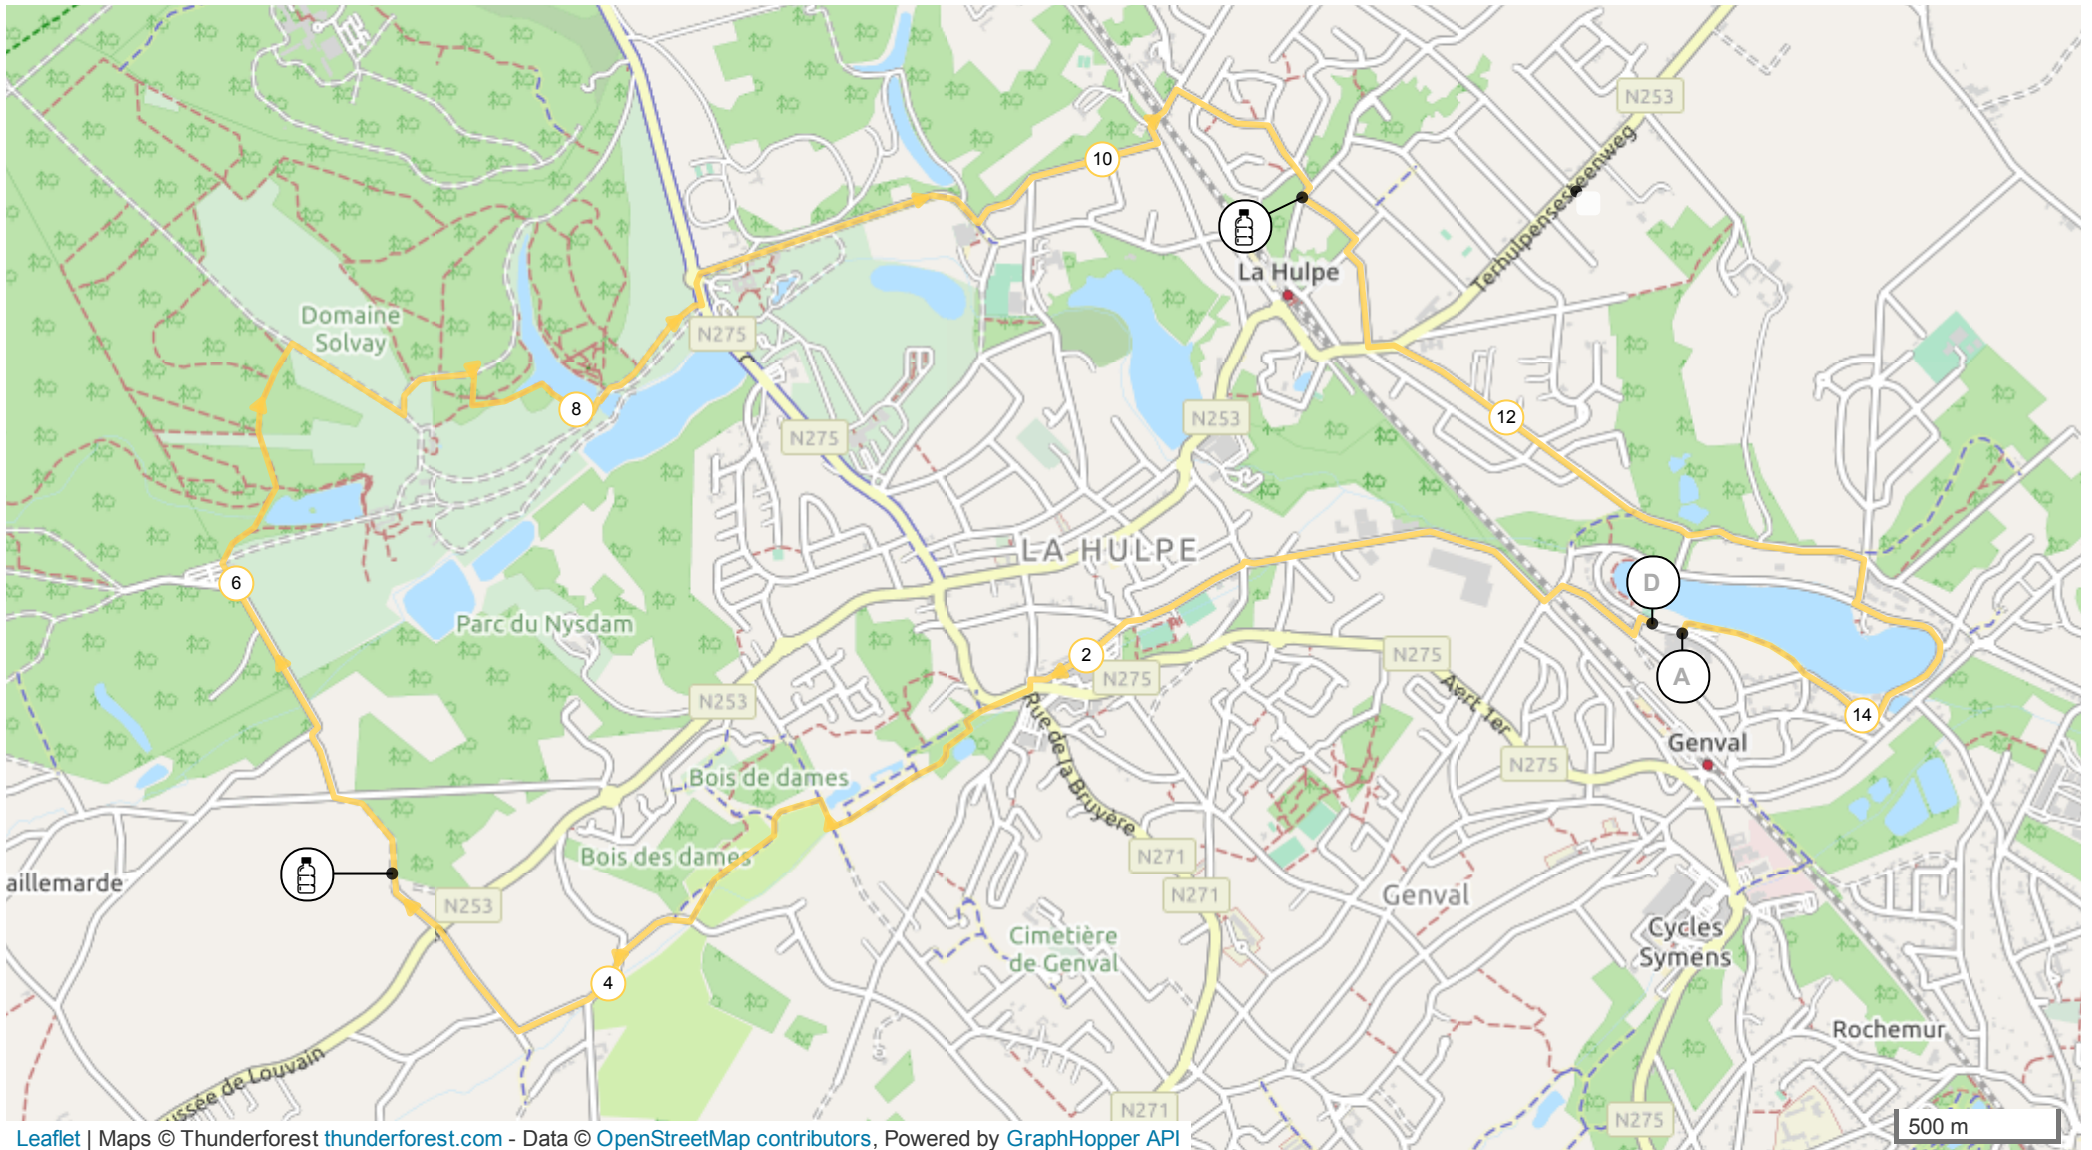 N253
Terhulpensesteenweg
10
La Hulpe
Domaine
Solvay
N275
8
N275
N253
12
LA HULPE
D
6
Parc du Nysdam
2
N275
N275
A
N253
Rue de la Bruyère
Aert Ter
14
Genval
N275
Bois de dames
Bois des dames
N271
aillemarde
N253
N271
Genval
Cycles
Symens
Cimetière
de Genval
4
Rochemur
ussée de Louvain
N271
N275
500 m
Leaflet | Maps © Thunderforest thunderforest.com - Data © OpenStreetMap contributors, Powered by GraphHopper API